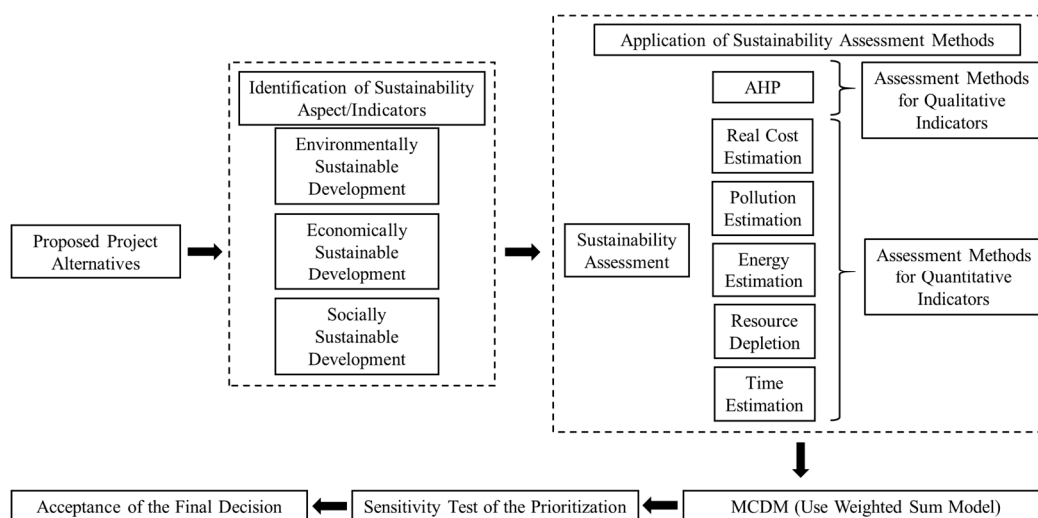 Proposed Project
Alternatives
Identification of Sustainability
Aspect/Indicators
Environmentally
Sustainable
Development
Economically
Sustainable
Development
Socially
Sustainable
Development
Application of Sustainability Assessment Methods
Sustainability
Assessment
AHP
Real Cost
Estimation
Pollution
Estimation
Energy
Estimation
Resource
Depletion
Time
Estimation
Assessment Methods
for Qualitative
Indicators
Assessment Methods
for Quantitative
Indicators
MCDM (Use Weighted Sum Model)
Sensitivity Test of the Prioritization
Acceptance of the Final Decision